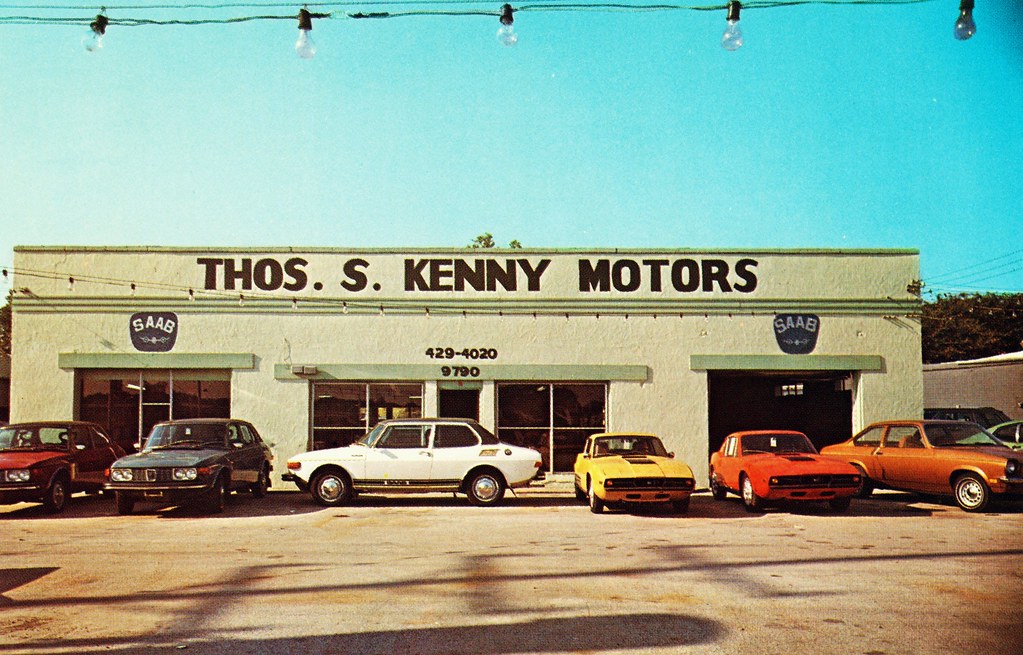 THOS. S. KENNY MOTORS
SAAB
SAAB
429-4020
9790